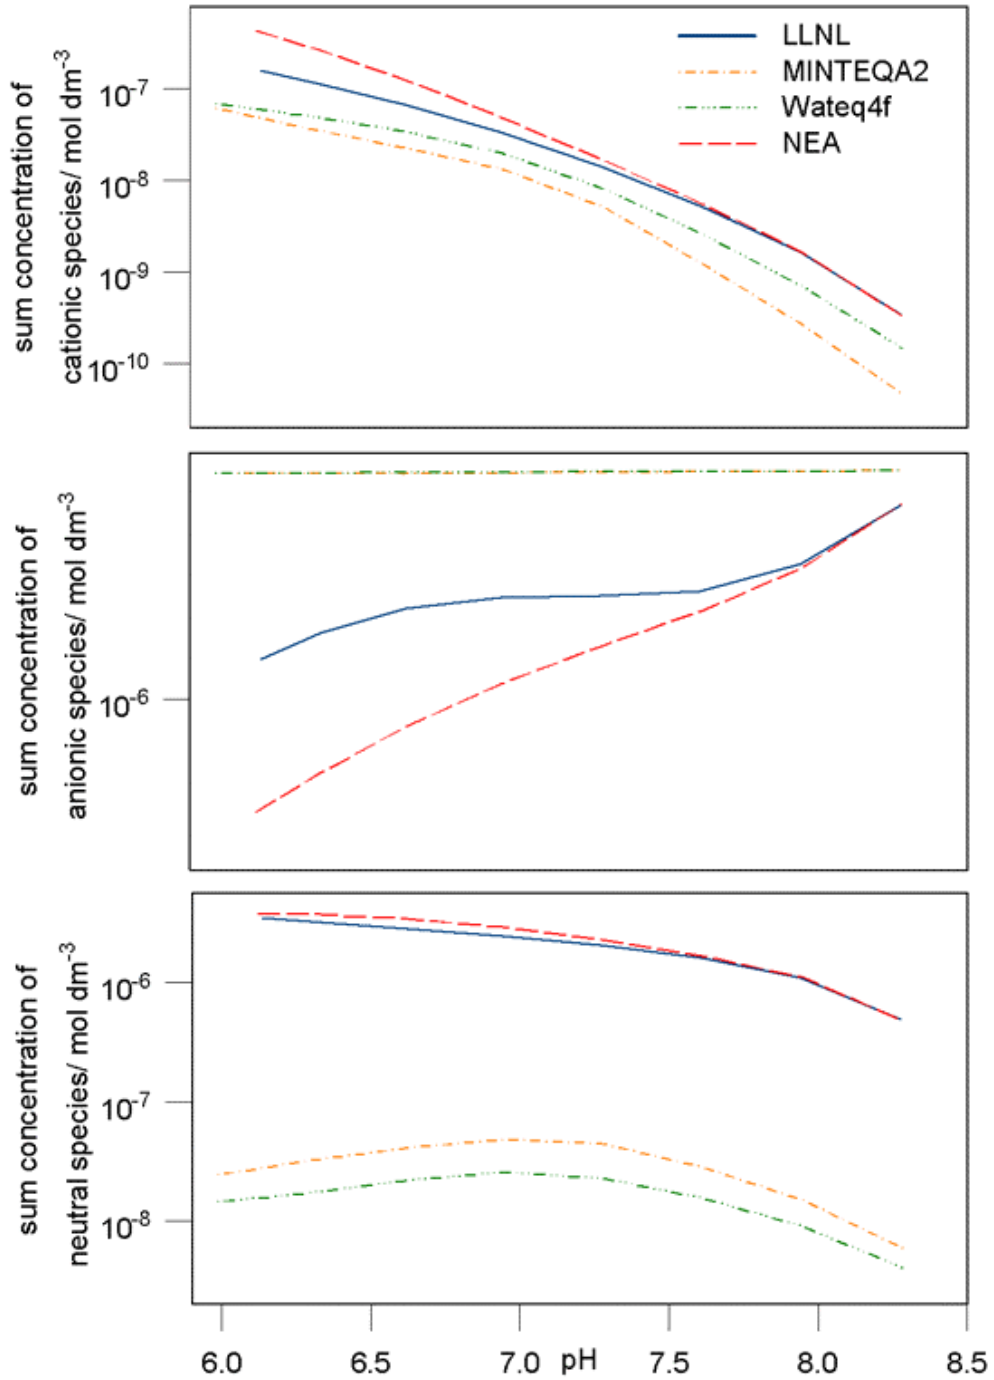 LLNL
MINTEQA2
Wateq4f
NEA
sum concentration of
cationic species/ mol dm-3
10-7
10-8
10-9
10-10
sum concentration of
anionic species/ mol dm-3
10-6
sum concentration of
neutral species/ mol dm-3
10-6
10-7
10-8
6.0 6.5 7.0 pH 7.5 8.0 8.5